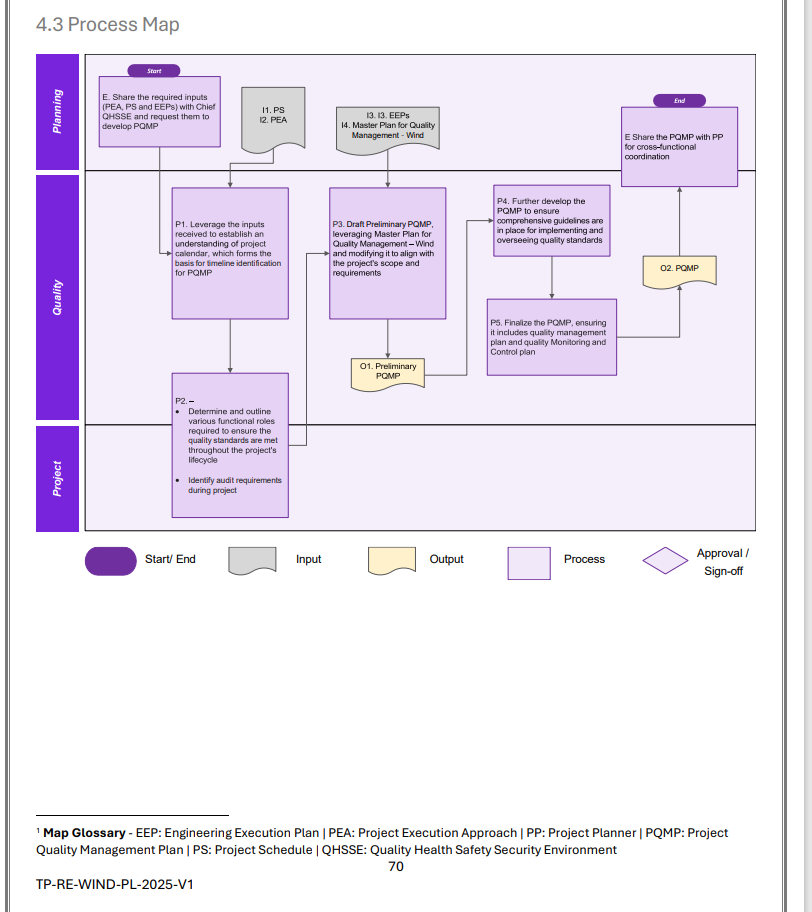 4.3 Process Map
Planning
Start
E. Share the required inputs
(PEA, PS and EEPs) with Chief
QHSSE and request them to
develop PQMP
I1. PS
I2. PEA
I3. I3. EEPs
I4. Master Plan for Quality
Management - Wind
End
E Share the PQMP with PP
for cross-functional
coordination
Quality
P1. Leverage the inputs
received to establish an
understanding of project
calendar, which forms the
basis for timeline identification
for PQMP
P3. Draft Preliminary PQMP,
leveraging Master Plan for
Quality Management – Wind
and modifying it to align with
the project's scope and
requirements
P4. Further develop the
PQMP to ensure
comprehensive guidelines are
in place for implementing and
overseeing quality standards
O2. PQMP
P5. Finalize the PQMP, ensuring
it includes quality management
plan and quality Monitoring and
Control plan
O1. Preliminary
PQMP
Project
P2. –
• Determine and outline
various functional roles
required to ensure the
quality standards are met
throughout the project's
lifecycle
• Identify audit requirements
during project
Start/ End
Input
Output
Process
Approval /
Sign-off
¹ Map Glossary - EEP: Engineering Execution Plan | PEA: Project Execution Approach | PP: Project Planner | PQMP: Project
Quality Management Plan | PS: Project Schedule | QHSSE: Quality Health Safety Security Environment
70
TP-RE-WIND-PL-2025-V1